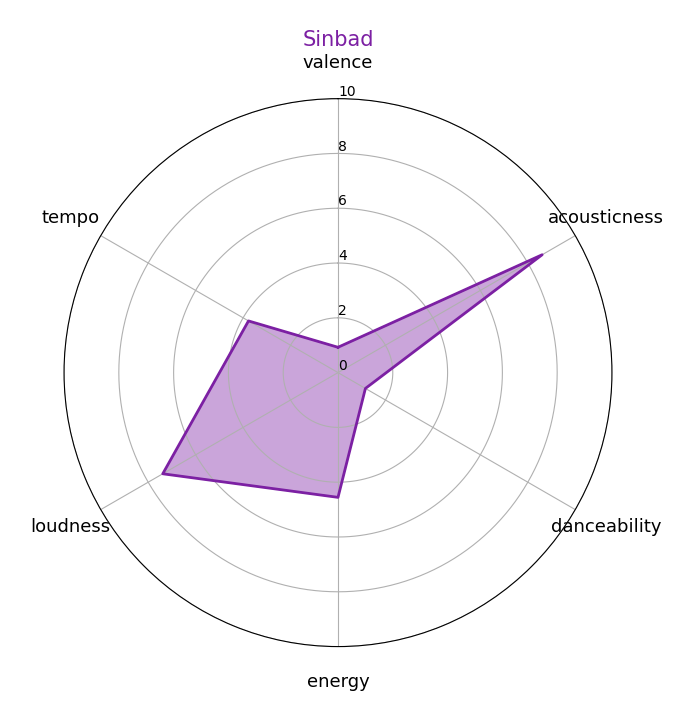 Sinbad
valence
10
8
6
tempo
acousticness
4
2
0
loudness
danceability
energy